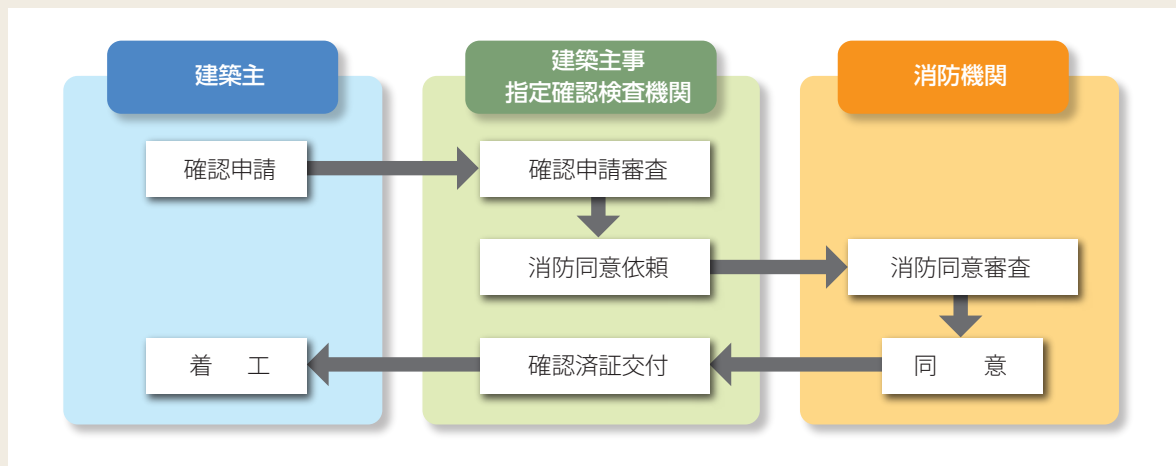 建築主
建築主事
指定確認検査機関
消防機関
確認申請
確認申請審査
消防同意依頼
消防同意審査
着　工
確認済証交付
同　意